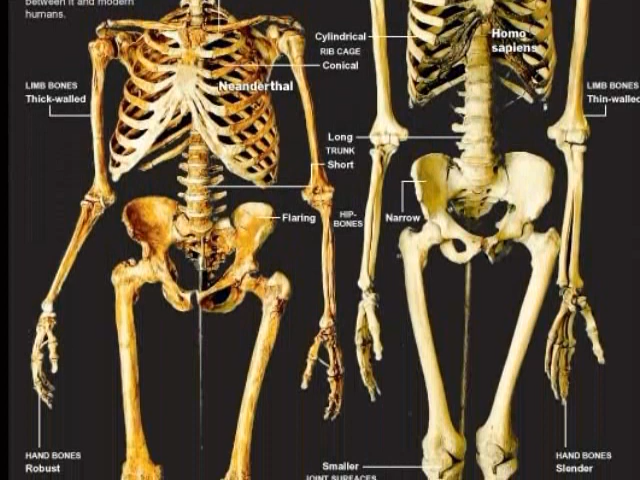 between it and modern
humans.
Cylindrical
RIB CAGE
Conical
Homo
sapiens
Neanderthal
LIMB BONES
Thick-walled
LIMB BONES
Thin-walled
Long
TRUNK
Short
Flaring
HIP-
BONES
Narrow
HAND BONES
Robust
Smaller
JOINT SURFACES
HAND BONES
Slender